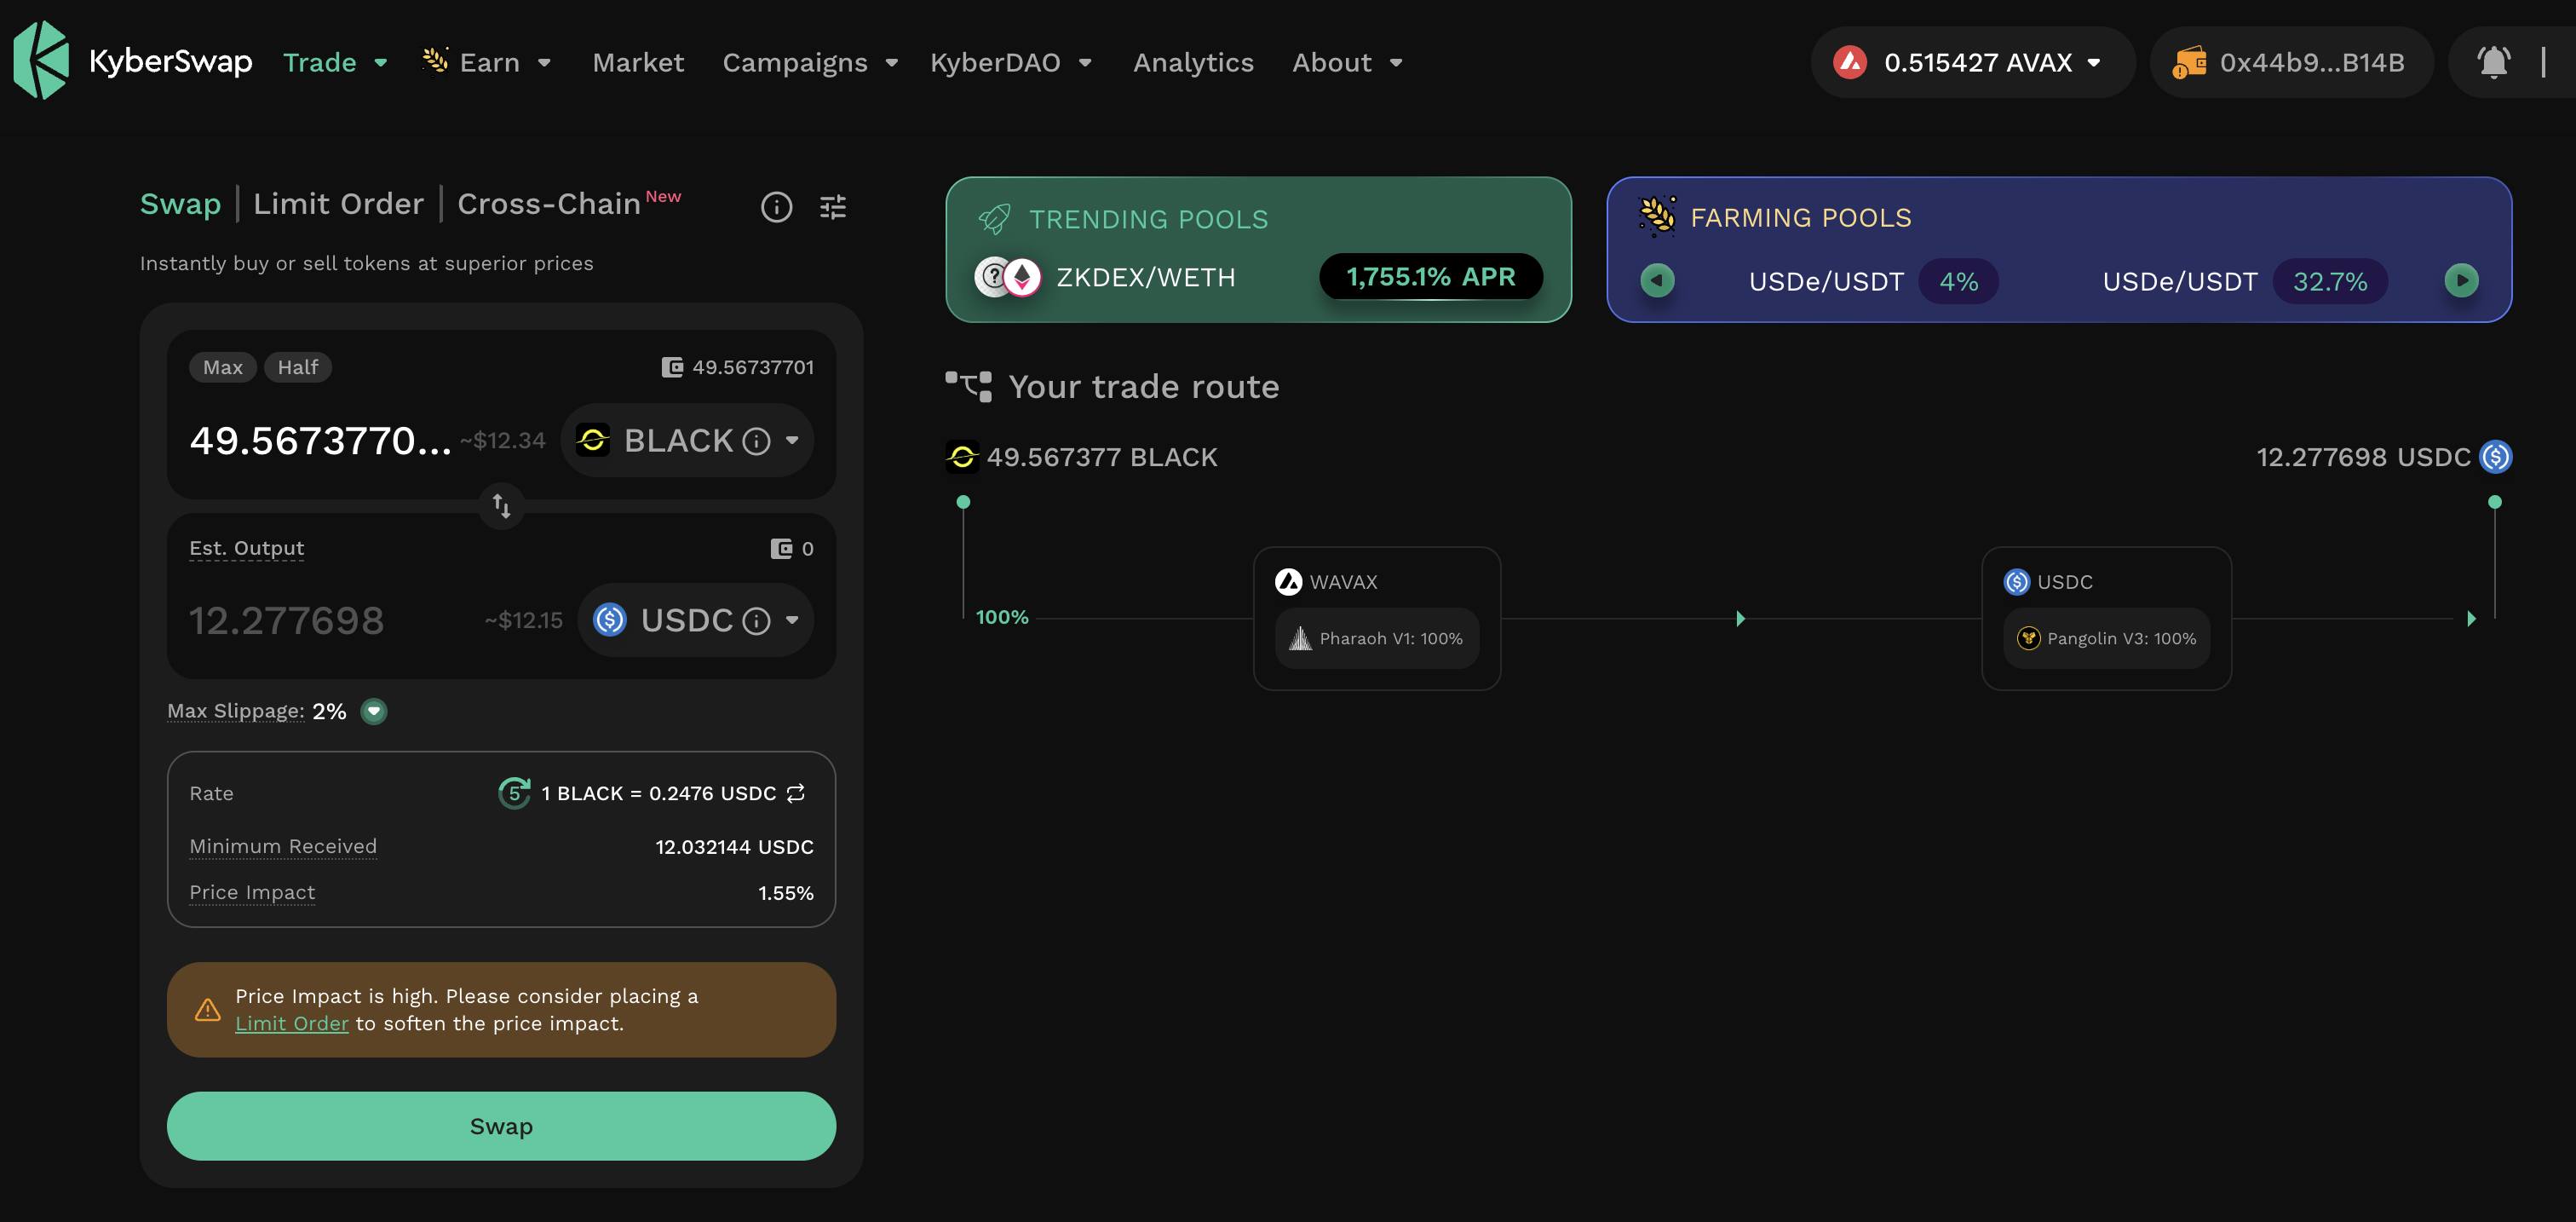 KyberSwap Trade Earn Market Campaigns KyberDAO Analytics About 0.515427 AVAX 0x44b9...B14B
Swap | Limit Order | Cross-Chain New
Instantly buy or sell tokens at superior prices
Max Half 49.56737701
49.5673770... ~$12.34 BLACK
Est. Output 0
12.277698 ~$12.15 USDC
Max Slippage: 2%
Rate 5 1 BLACK = 0.2476 USDC
Minimum Received 12.032144 USDC
Price Impact 1.55%
Price Impact is high. Please consider placing a
Limit Order to soften the price impact.
Swap
TRENDING POOLS
ZKDEX/WETH 1,755.1% APR
FARMING POOLS
USDe/USDT 4% USDe/USDT 32.7%
Your trade route
49.567377 BLACK 12.277698 USDC
100%
WAVAX
Pharaoh V1: 100%
USDC
Pangolin V3: 100%